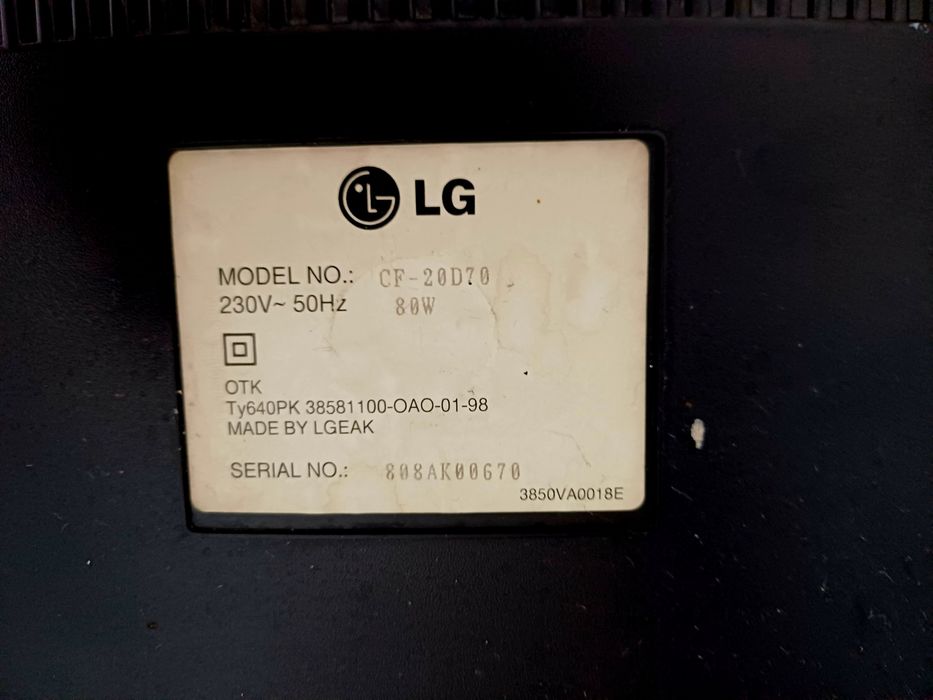 LG
MODEL NO.: CF-20D70
230V~ 50Hz 80W
OTK
Ty640PK 38581100-OAO-01-98
MADE BY LGEAK
SERIAL NO.: 808AK00670
3850VA0018E